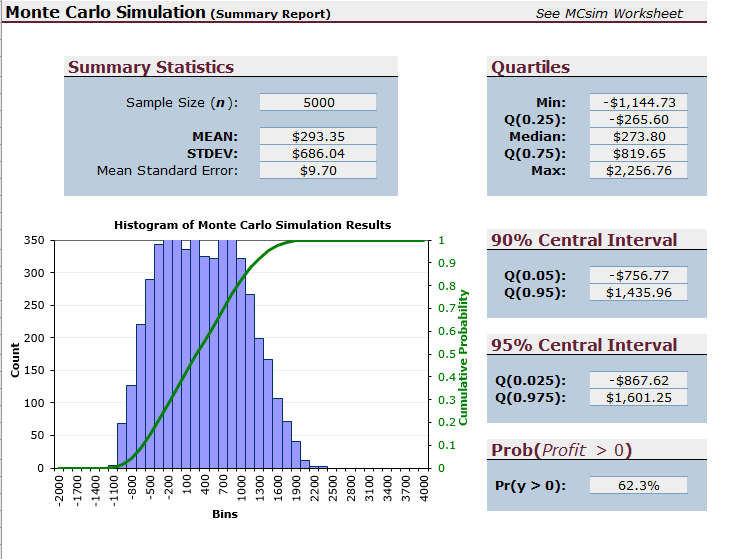 Monte Carlo Simulation (Summary Report) See MCsim Worksheet
Summary Statistics
Sample Size (n): 5000
MEAN: $293.35
STDEV: $686.04
Mean Standard Error: $9.70
Quartiles
Min: -$1,144.73
Q(0.25): -$265.60
Median: $273.80
Q(0.75): $819.65
Max: $2,256.76
Histogram of Monte Carlo Simulation Results
350
300
250
200
150
100
50
0
Count
1
0.9
0.8
0.7
0.6
0.5
0.4
0.3
0.2
0.1
0
Cumulative Probability
-2000 -1700 -1400 -1100 -800 -500 -200 100 400 700 1000 1300 1600 1900 2200 2500 2800 3100 3400 3700 4000
Bins
90% Central Interval
Q(0.05): -$756.77
Q(0.95): $1,435.96
95% Central Interval
Q(0.025): -$867.62
Q(0.975): $1,601.25
Prob(Profit > 0)
Pr(y > 0): 62.3%